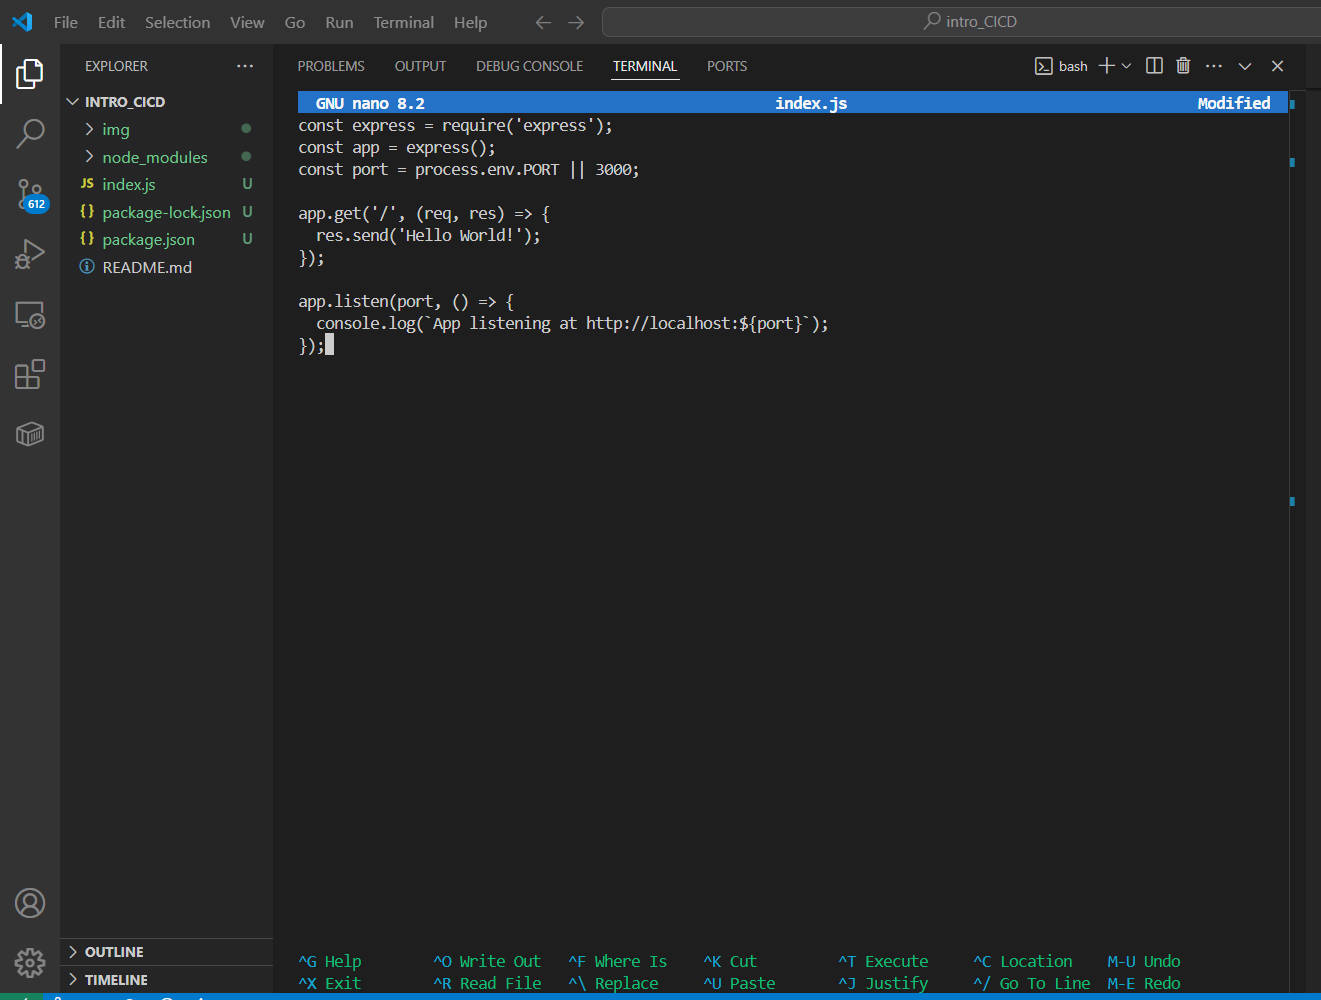 File Edit Selection View Go Run Terminal Help intro_CICD
EXPLORER ...
INTRO_CICD
img
node_modules
JS index.js U
{} package-lock.json U
{} package.json U
README.md
612
PROBLEMS OUTPUT DEBUG CONSOLE TERMINAL PORTS bash
GNU nano 8.2 index.js Modified
const express = require('express');
const app = express();
const port = process.env.PORT || 3000;
app.get('/', (req, res) => {
  res.send('Hello World!');
});
app.listen(port, () => {
  console.log(`App listening at http://localhost:${port}`);
});
^G Help ^O Write Out ^F Where Is ^K Cut ^T Execute ^C Location M-U Undo
^X Exit ^R Read File ^\ Replace ^U Paste ^J Justify ^/ Go To Line M-E Redo
OUTLINE
TIMELINE